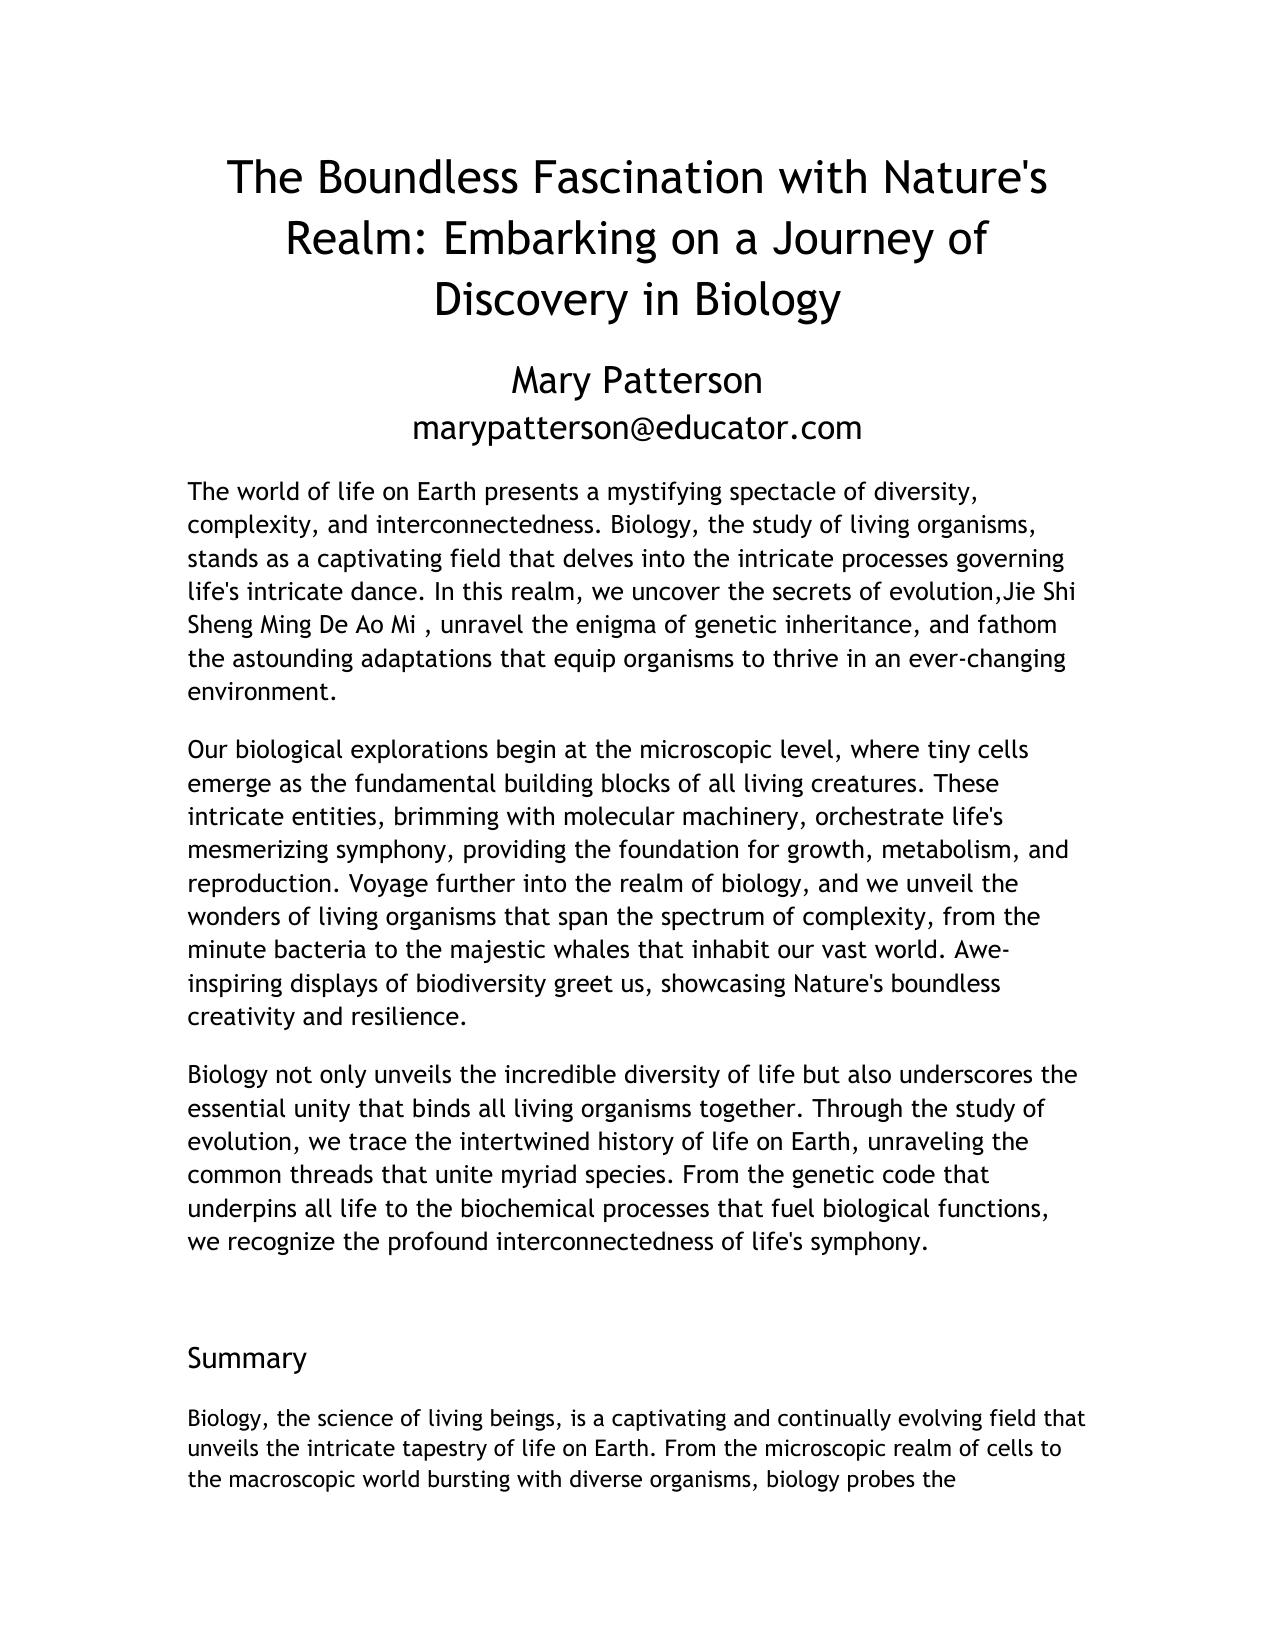 The Boundless Fascination with Nature's
Realm: Embarking on a Journey of
Discovery in Biology
Mary Patterson
marypatterson@educator.com
The world of life on Earth presents a mystifying spectacle of diversity,
complexity, and interconnectedness. Biology, the study of living organisms,
stands as a captivating field that delves into the intricate processes governing
life's intricate dance. In this realm, we uncover the secrets of evolution,Jie Shi
Sheng Ming De Ao Mi , unravel the enigma of genetic inheritance, and fathom
the astounding adaptations that equip organisms to thrive in an ever-changing
environment.
Our biological explorations begin at the microscopic level, where tiny cells
emerge as the fundamental building blocks of all living creatures. These
intricate entities, brimming with molecular machinery, orchestrate life's
mesmerizing symphony, providing the foundation for growth, metabolism, and
reproduction. Voyage further into the realm of biology, and we unveil the
wonders of living organisms that span the spectrum of complexity, from the
minute bacteria to the majestic whales that inhabit our vast world. Awe-
inspiring displays of biodiversity greet us, showcasing Nature's boundless
creativity and resilience.
Biology not only unveils the incredible diversity of life but also underscores the
essential unity that binds all living organisms together. Through the study of
evolution, we trace the intertwined history of life on Earth, unraveling the
common threads that unite myriad species. From the genetic code that
underpins all life to the biochemical processes that fuel biological functions,
we recognize the profound interconnectedness of life's symphony.
Summary
Biology, the science of living beings, is a captivating and continually evolving field that
unveils the intricate tapestry of life on Earth. From the microscopic realm of cells to
the macroscopic world bursting with diverse organisms, biology probes the